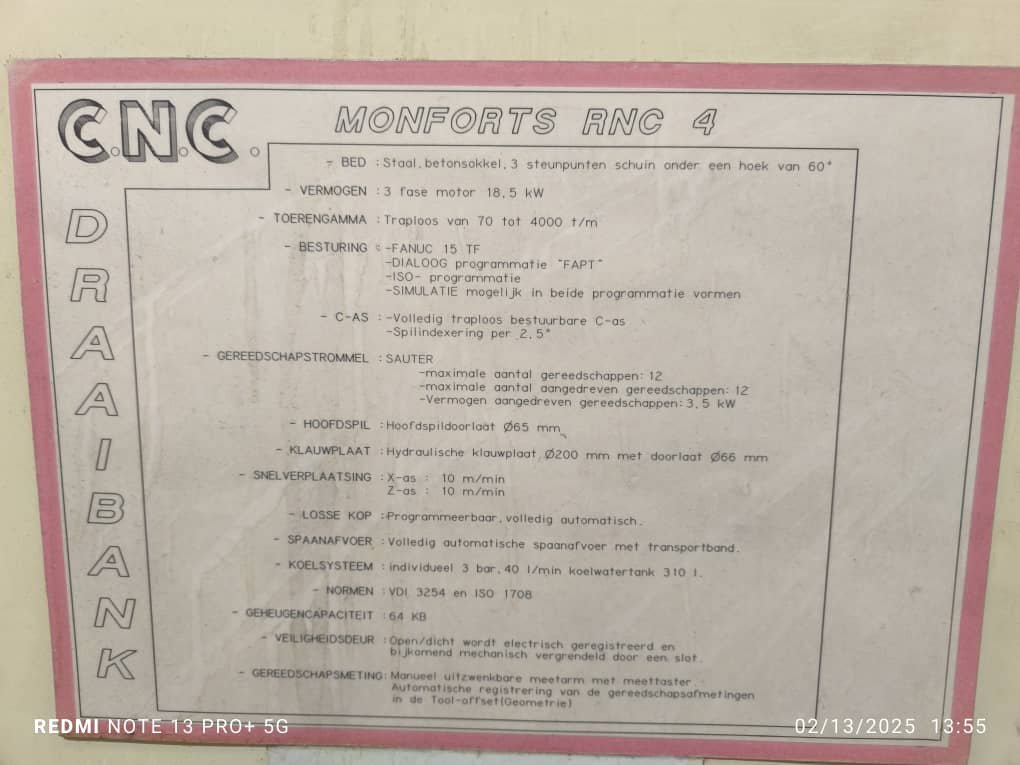 C.N.C.
MONFORTS RNC 4
DRAAIBANK
- BED : Staal, betonsokkel, 3 steunpunten schuin onder een hoek van 60°
- VERMOGEN : 3 fase motor 18,5 kW
- TOERENGAMMA : Traploos van 70 tot 4000 t/m
- BESTURING : -FANUC 15 TF
-DIALOOG programmatie "FAPT"
-ISO- programmatie
-SIMULATIE mogelijk in beide programmatie vormen
- C-AS : -Volledig traploos bestuurbare C-as
-Spilindexering per 2,5°
- GEREEDSCHAPSTROMMEL : SAUTER
-maximale aantal gereedschappen: 12
-maximale aantal aangedreven gereedschappen: 12
-Vermogen aangedreven gereedschappen: 3,5 kW
- HOOFDSPIL : Hoofdspildoorlaat Ø65 mm
- KLAUWPLAAT : Hydraulische klauwplaat Ø200 mm met doorlaat Ø66 mm
- SNELVERPLAATSING : X-as : 10 m/min
Z-as : 10 m/min
- LOSSE KOP : Programmeerbaar, volledig automatisch.
- SPAANAFVOER : Volledig automatische spaanafvoer met transportband.
- KOELSYSTEEM : individueel 3 bar, 40 l/min koelwatertank 310 l.
- NORMEN : VDI 3254 en ISO 1708
- GEHEUGENCAPACITEIT : 64 KB
- VEILIGHEIDSDEUR : Open/dicht wordt electrisch geregistreerd en
bijkomend mechanisch vergrendeld door een slot.
- GEREEDSCHAPSMETING: Manueel uitzwenkbare meetarm met meettaster.
Automatische registrering van de gereedschapsafmetingen
in de Tool-offset(Geometrie)
REDMI NOTE 13 PRO+ 5G
02/13/2025 13:55